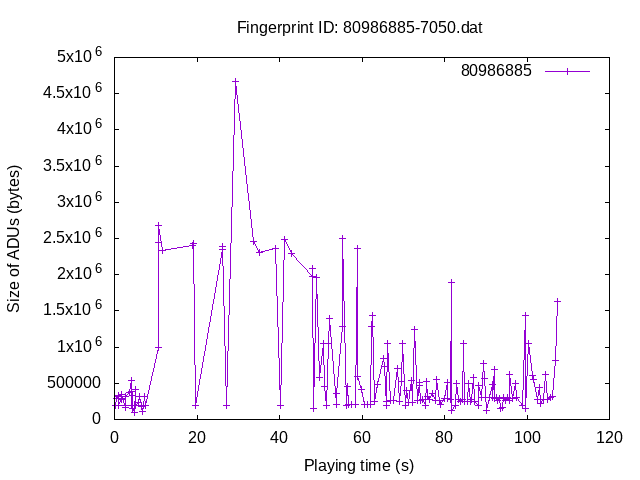 Fingerprint ID: 80986885-7050.dat
80986885
5x10^6
4.5x10^6
4x10^6
3.5x10^6
3x10^6
2.5x10^6
2x10^6
1.5x10^6
1x10^6
500000
0
Size of ADUs (bytes)
0 20 40 60 80 100 120
Playing time (s)